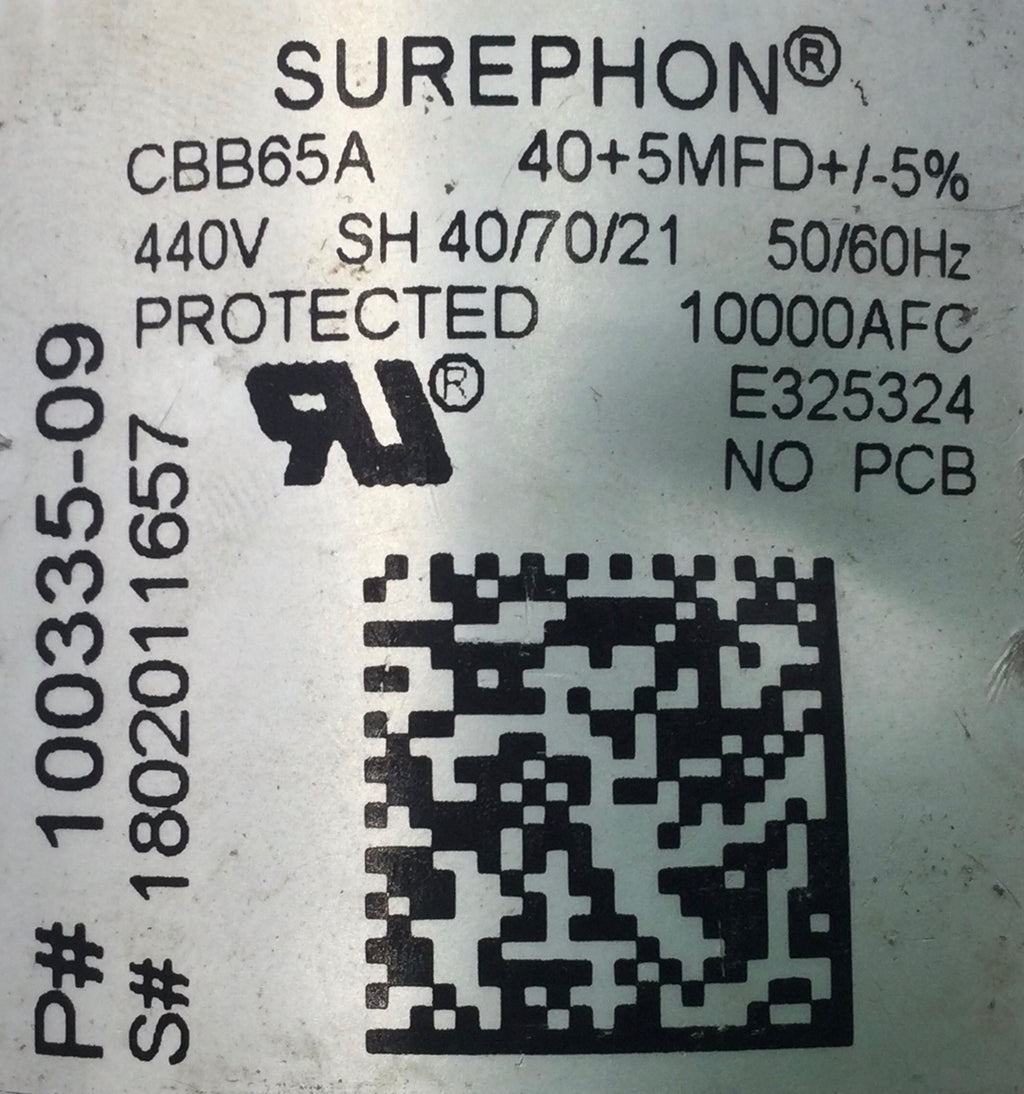 SUREPHON®
CBB65A 40+5MFD+/-5%
440V SH 40/70/21 50/60Hz
PROTECTED 10000AFC
RU® E325324
NO PCB
P# 100335-09
S# 1802011657